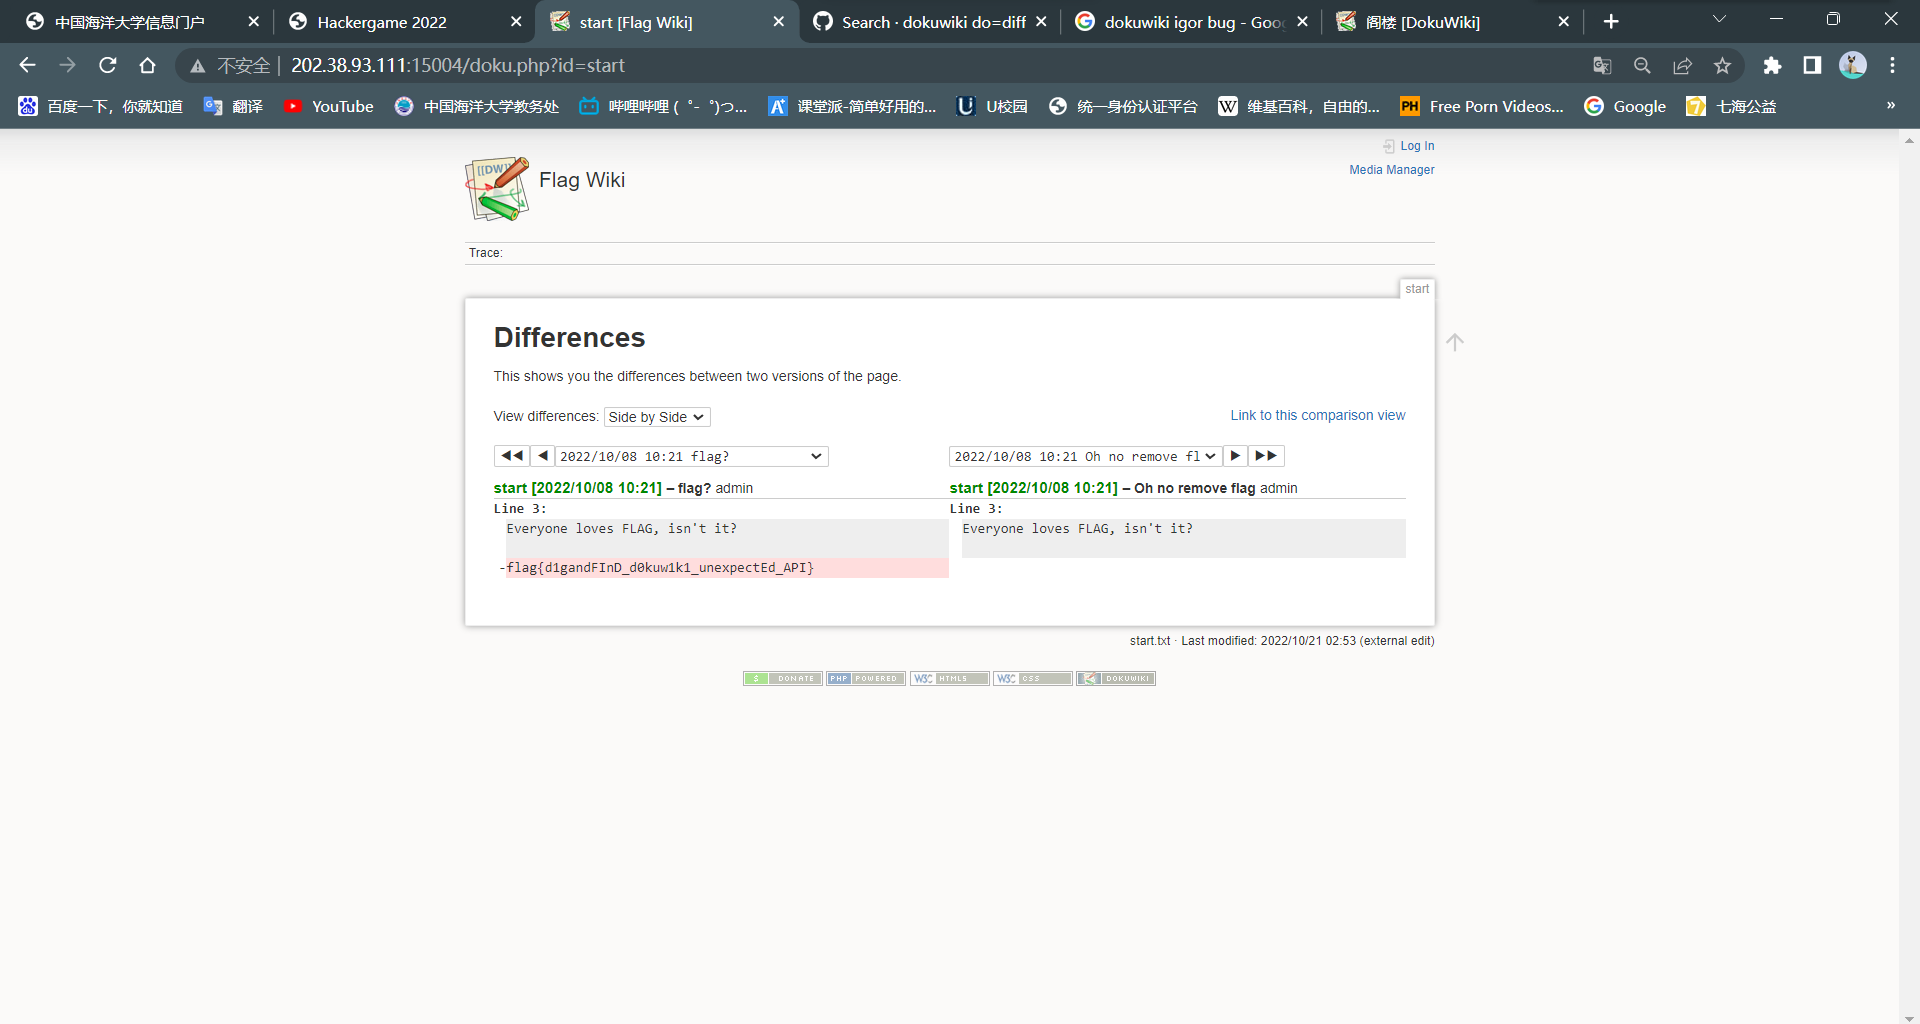 中国海洋大学信息门户
Hackergame 2022
start [Flag Wiki]
Search · dokuwiki do=diff
dokuwiki igor bug - Goo
阁楼 [DokuWiki]
不安全 | 202.38.93.111:15004/doku.php?id=start
百度一下，你就知道
翻译
YouTube
中国海洋大学教务处
哔哩哔哩 (゜-゜)つ...
课堂派-简单好用的...
U校园
统一身份认证平台
维基百科，自由的...
Free Porn Videos...
Google
七海公益
»
Log In
Media Manager
[[DW]]
Flag Wiki
Trace:
start
Differences
This shows you the differences between two versions of the page.
View differences: Side by Side
Link to this comparison view
2022/10/08 10:21 flag?
2022/10/08 10:21 Oh no remove fl
start [2022/10/08 10:21] – flag? admin
start [2022/10/08 10:21] – Oh no remove flag admin
Line 3:
Line 3:
Everyone loves FLAG, isn't it?
Everyone loves FLAG, isn't it?
-flag{d1gandFInD_d0kuw1k1_unexpectEd_API}
start.txt · Last modified: 2022/10/21 02:53 (external edit)
$ DONATE
PHP POWERED
W3C HTML5
W3C CSS
DOKUWIKI